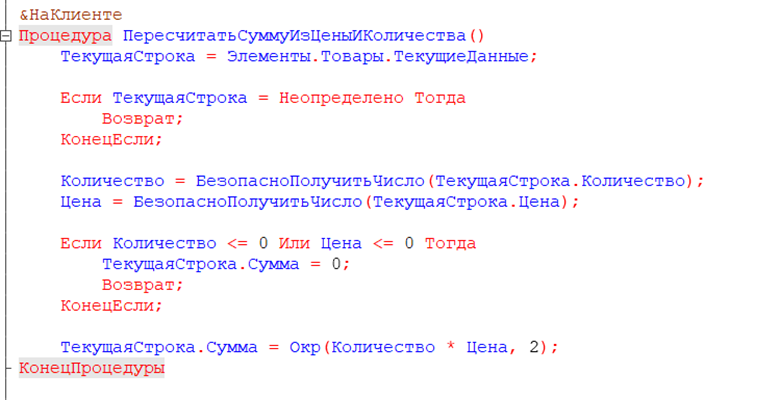 &НаКлиенте
Процедура ПересчитатьСуммуИзЦеныИКоличества()
ТекущаяСтрока = Элементы.Товары.ТекущиеДанные;
Если ТекущаяСтрока = Неопределено Тогда
Возврат;
КонецЕсли;
Количество = БезопасноПолучитьЧисло(ТекущаяСтрока.Количество);
Цена = БезопасноПолучитьЧисло(ТекущаяСтрока.Цена);
Если Количество <= 0 Или Цена <= 0 Тогда
ТекущаяСтрока.Сумма = 0;
Возврат;
КонецЕсли;
ТекущаяСтрока.Сумма = Окр(Количество * Цена, 2);
КонецПроцедуры